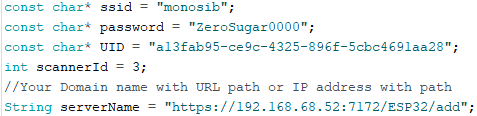 const char* ssid = "monosib";
const char* password = "ZeroSugar0000";
const char* UID = "a13fab95-ce9c-4325-896f-5cbc4691aa28";
int scannerId = 3;
//Your Domain name with URL path or IP address with path
String serverName = "https://192.168.68.52:7172/ESP32/add";